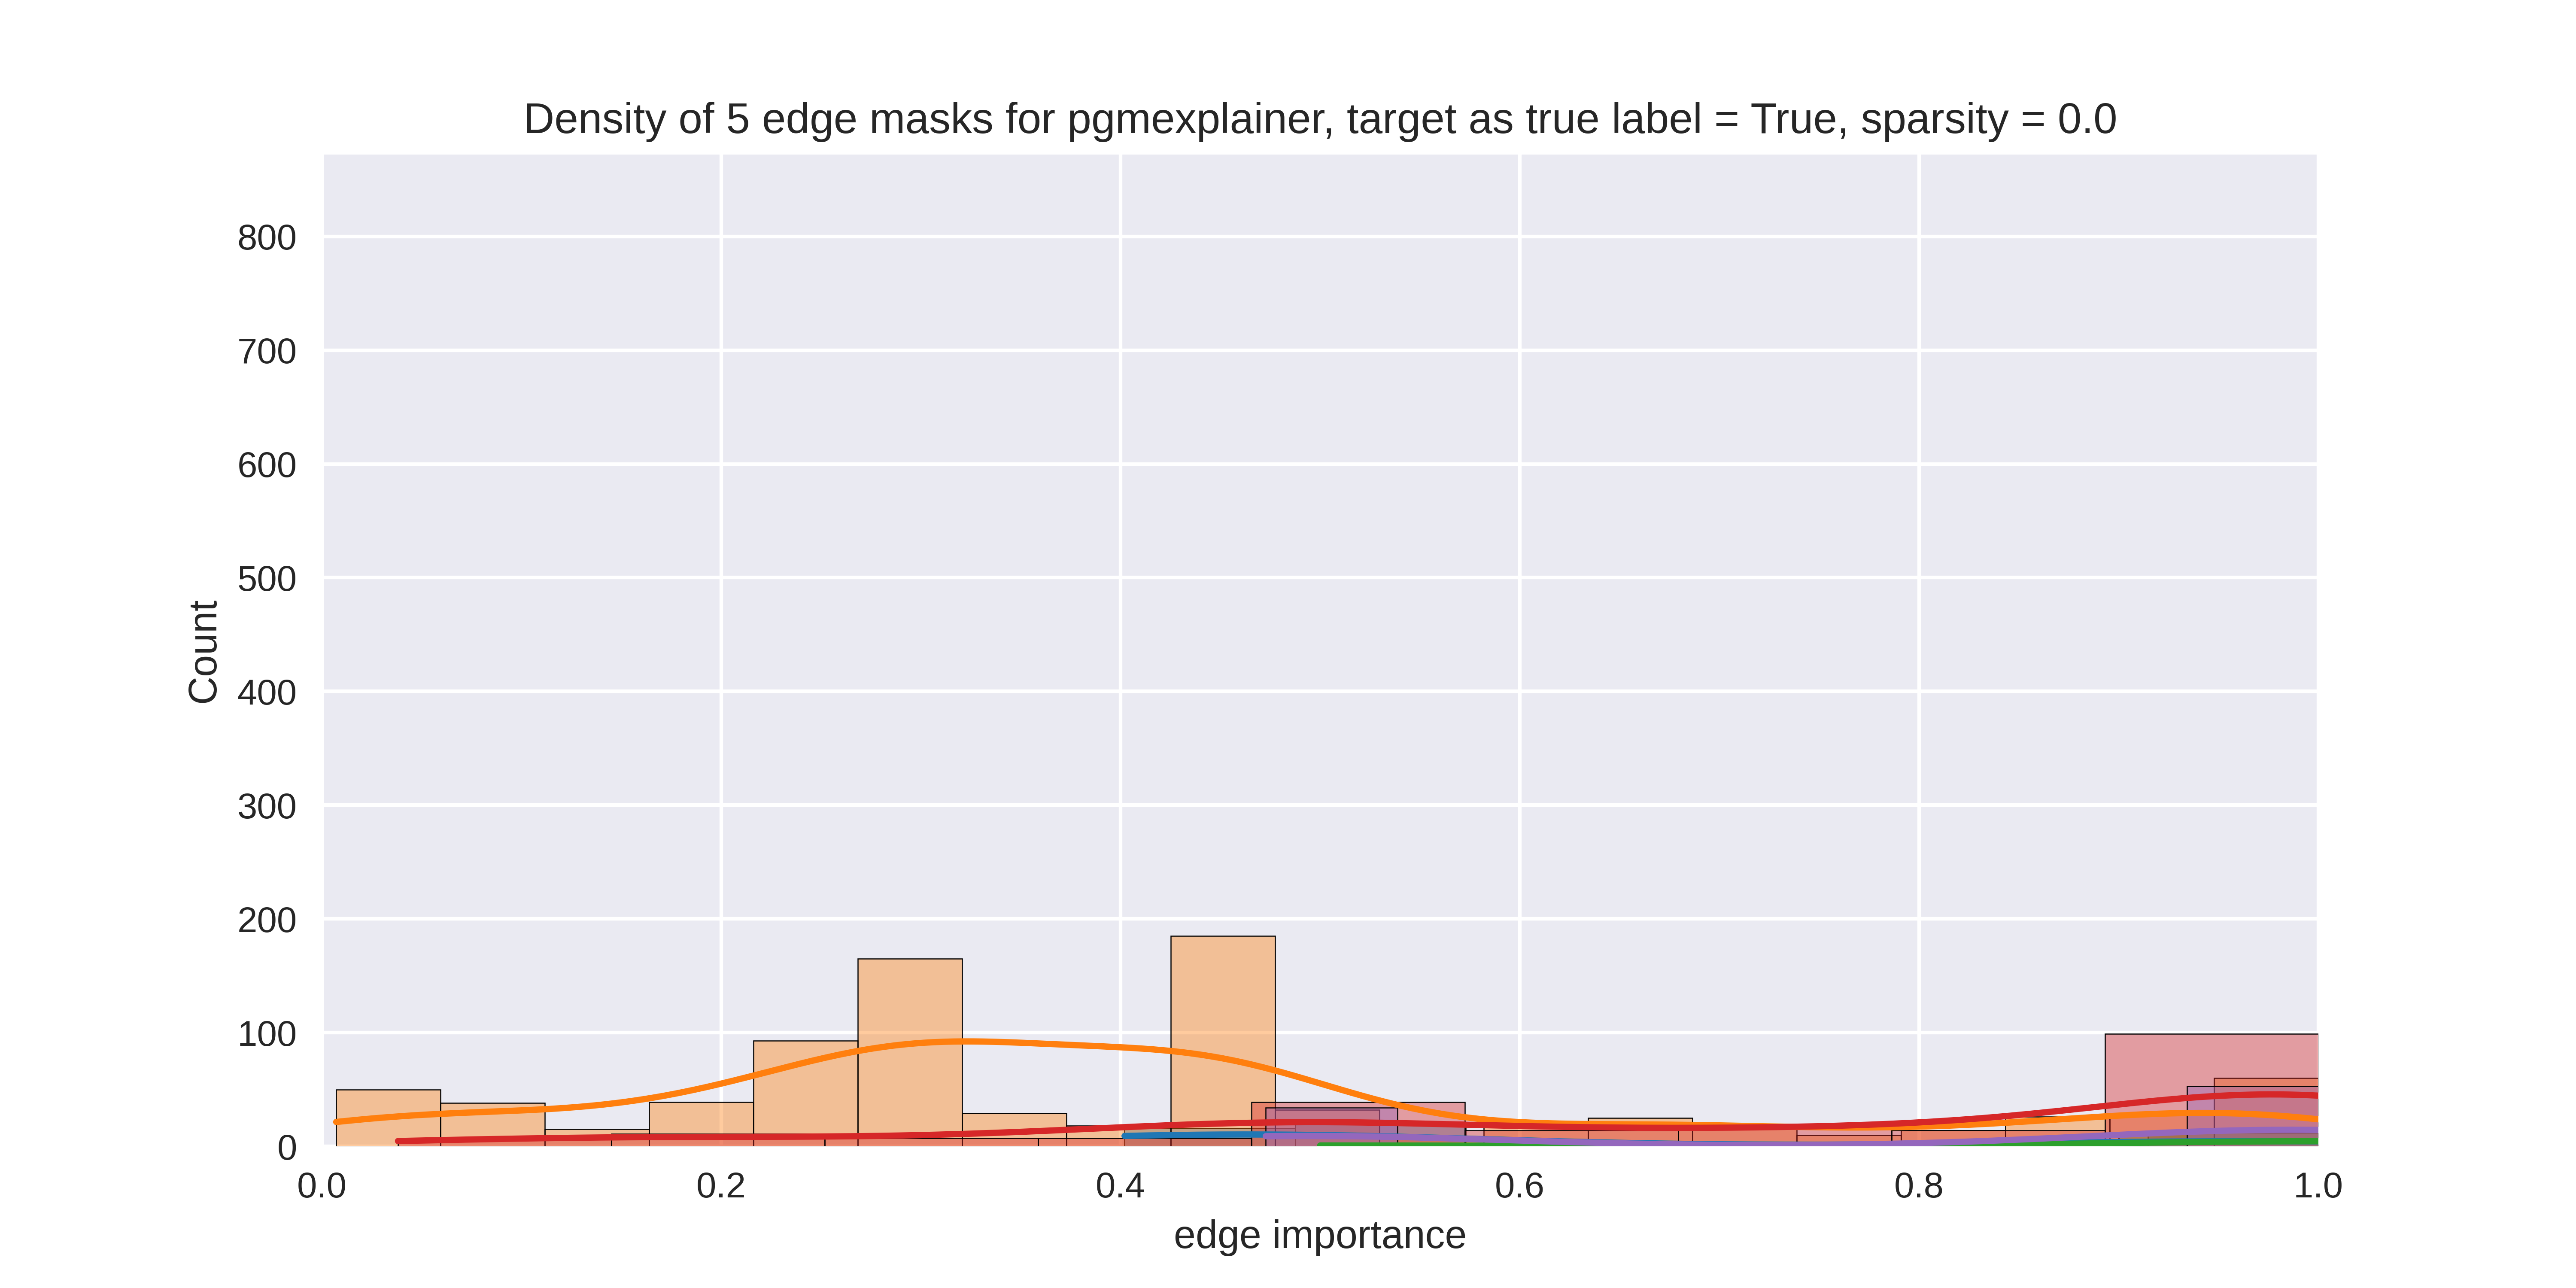 Density of 5 edge masks for pgmexplainer, target as true label = True, sparsity = 0.0
800
700
600
500
400
300
200
100
0
Count
0.0 0.2 0.4 0.6 0.8 1.0
edge importance